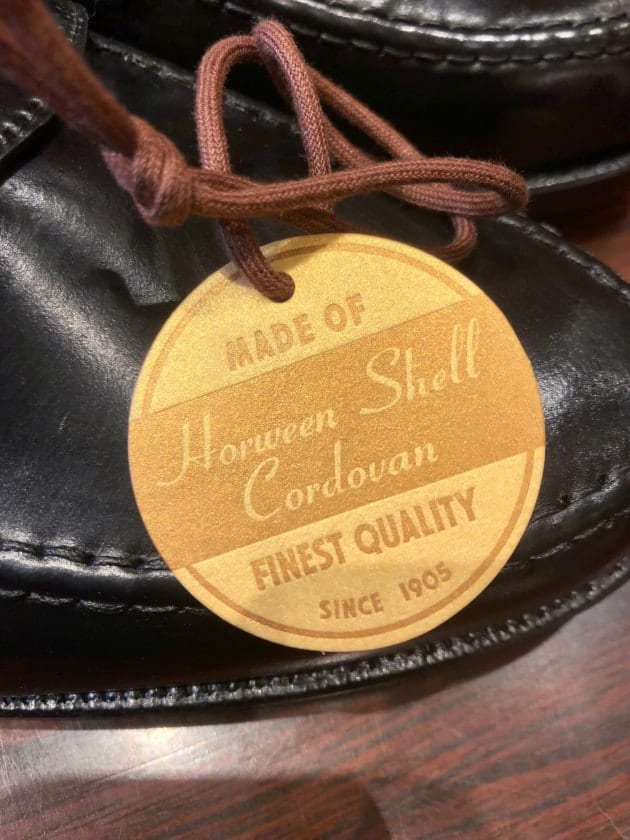 MADE OF
Horween Shell
Cordovan
FINEST QUALITY
SINCE 1905